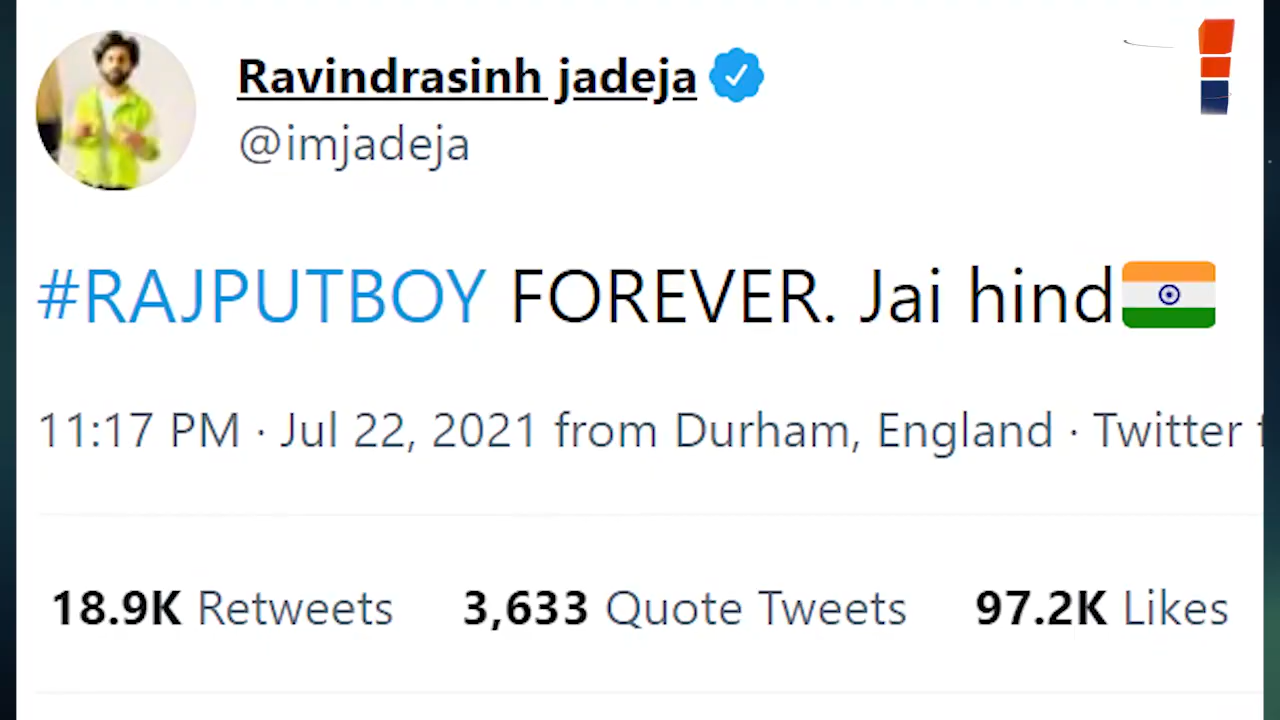 Ravindrasinh jadeja
@imjadeja
#RAJPUTBOY FOREVER. Jai hind🇮🇳
11:17 PM · Jul 22, 2021 from Durham, England · Twitter
18.9K Retweets 3,633 Quote Tweets 97.2K Likes